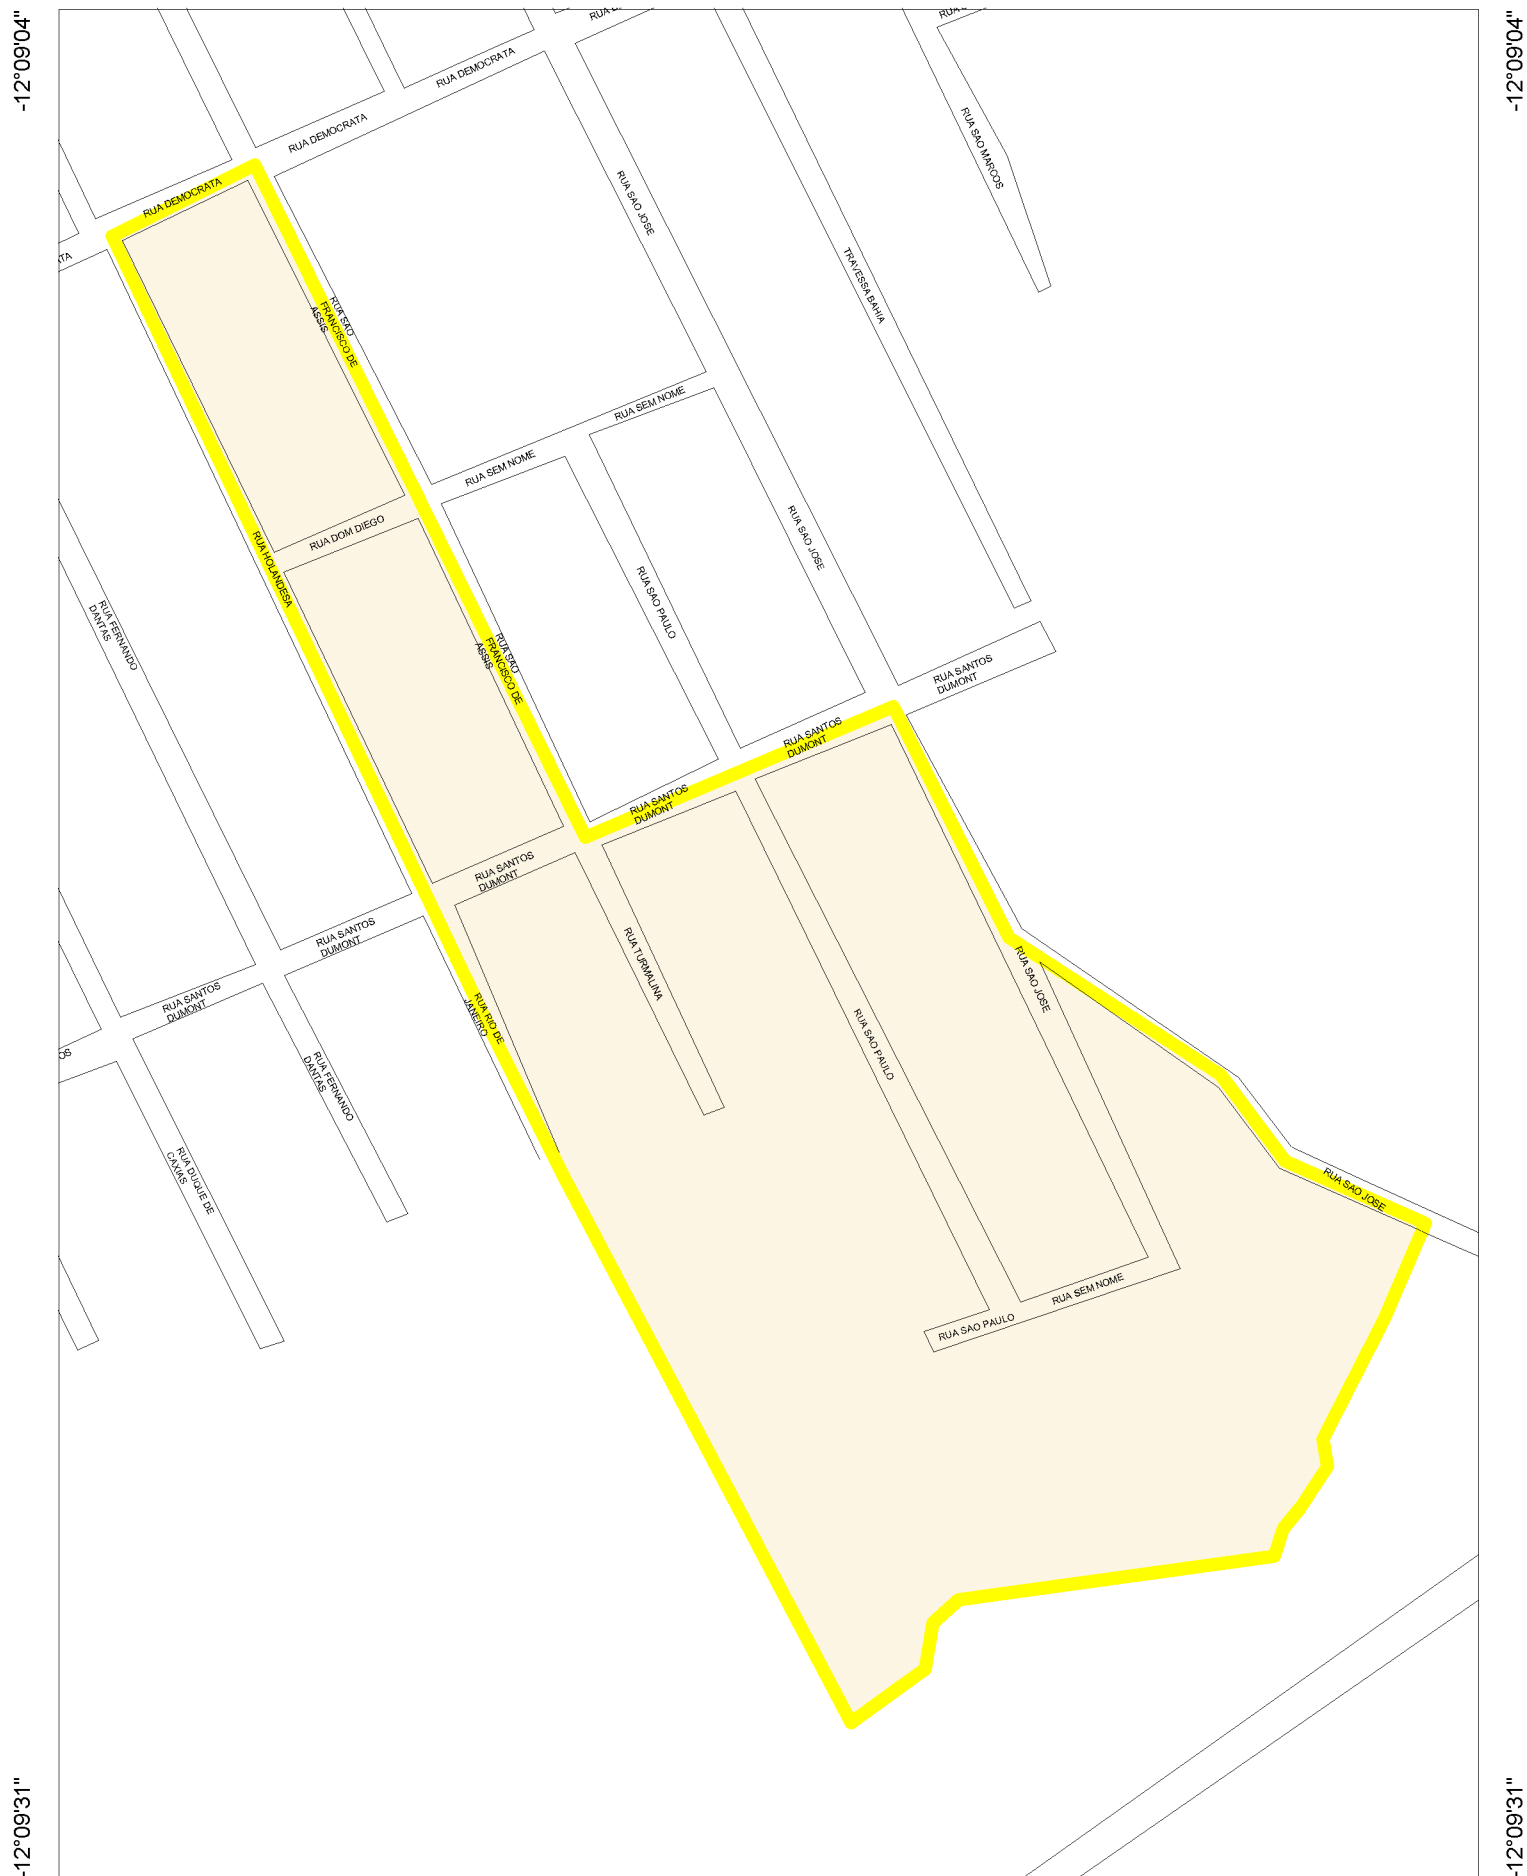 -12°09'04"
-12°09'04"
RUA DEMOCRATA
RUA DEMOCRATA
RUA DEMOCRATA
RUA SAO MARCOS
RUA SAO JOSE
TRAVESSA BAHIA
RUA SAO
FRANCISCO DE
ASSIS
RUA SEM NOME
RUA SEM NOME
RUA DOM DIEGO
RUA HOLANDESA
RUA SAO JOSE
RUA SAO PAULO
RUA FERNANDO
DANTAS
RUA SAO
FRANCISCO DE
ASSIS
RUA SANTOS
DUMONT
RUA SANTOS
DUMONT
RUA SANTOS
DUMONT
RUA SANTOS
DUMONT
RUA SANTOS
DUMONT
RUA SANTOS
DUMONT
RUA TURMALINA
RUA SAO JOSE
RUA RIO DE
JANEIRO
RUA SAO PAULO
OS
RUA FERNANDO
DANTAS
RUA DUQUE DE
CAXIAS
RUA SAO JOSE
RUA SEM NOME
RUA SAO PAULO
-12°09'31"
-12°09'31"